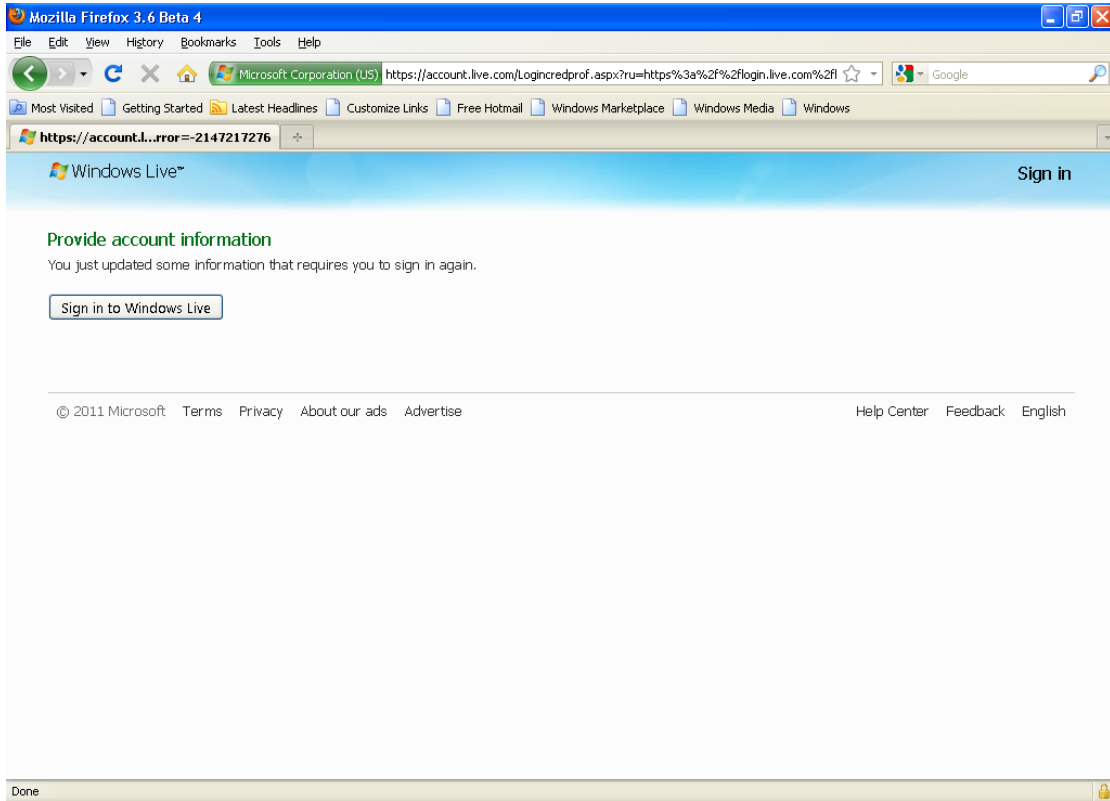 Mozilla Firefox 3.6 Beta 4
File Edit View History Bookmarks Tools Help
Microsoft Corporation (US) https://account.live.com/Logincredprof.aspx?ru=https%3a%2f%2flogin.live.com%2fl Google
Most Visited Getting Started Latest Headlines Customize Links Free Hotmail Windows Marketplace Windows Media Windows
https://account.l...rror=-2147217276
Windows Live™ Sign in
Provide account information
You just updated some information that requires you to sign in again.
Sign in to Windows Live
© 2011 Microsoft Terms Privacy About our ads Advertise Help Center Feedback English
Done